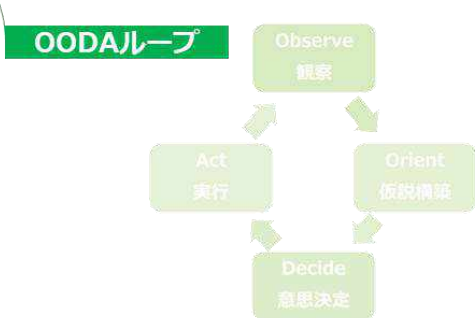 OODAループ
Observe
観察
Orient
仮説構築
Decide
意思決定
Act
実行